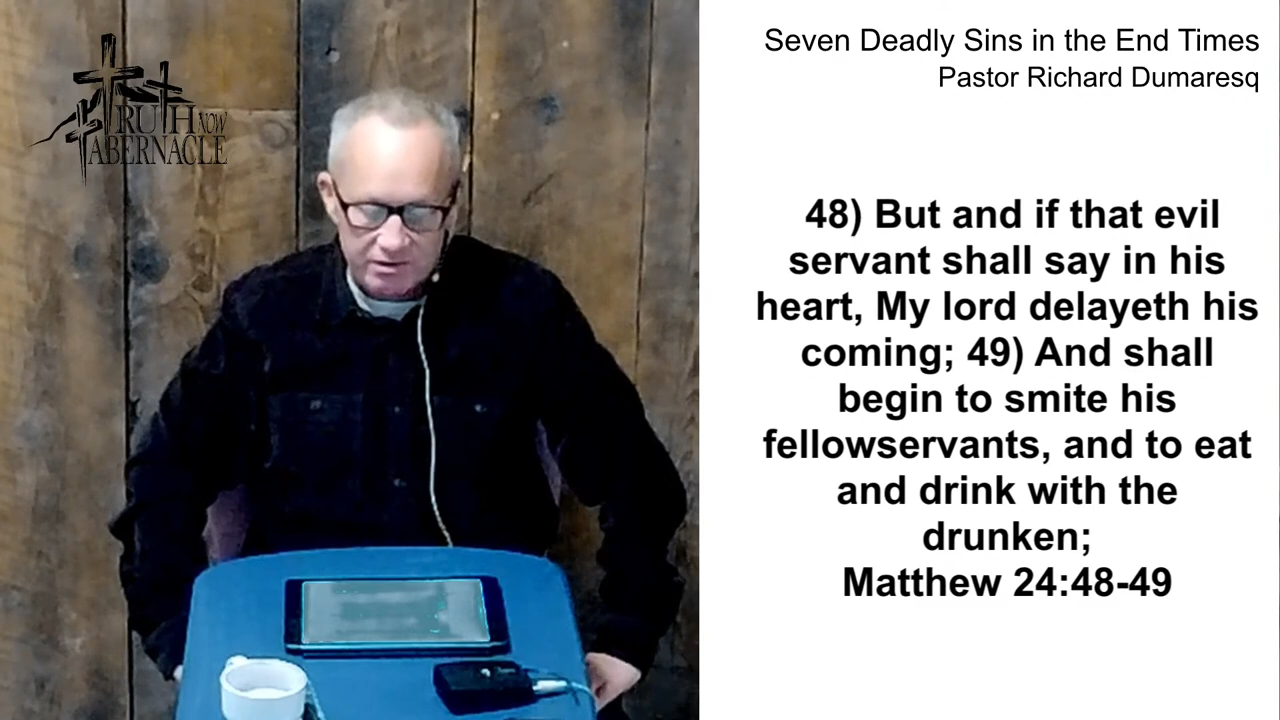 TRUTH NOW
TABERNACLE
Seven Deadly Sins in the End Times
Pastor Richard Dumaresq
48) But and if that evil
servant shall say in his
heart, My lord delayeth his
coming; 49) And shall
begin to smite his
fellowservants, and to eat
and drink with the
drunken;
Matthew 24:48-49